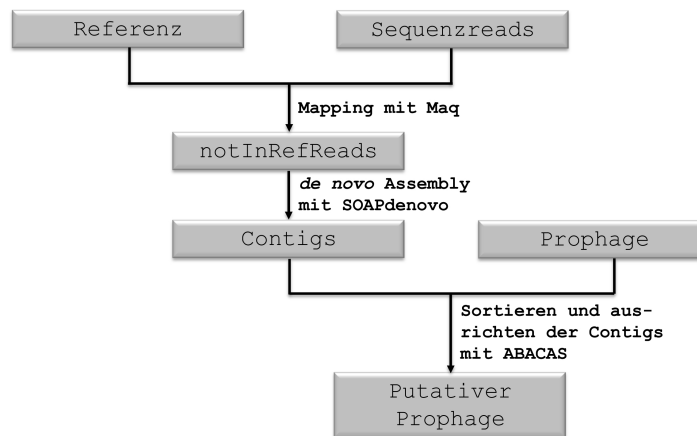 Referenz
Sequenzreads
Mapping mit Maq
notInRefReads
de novo Assembly
mit SOAPdenovo
Contigs
Prophage
Sortieren und aus-
richten der Contigs
mit ABACAS
Putativer
Prophage